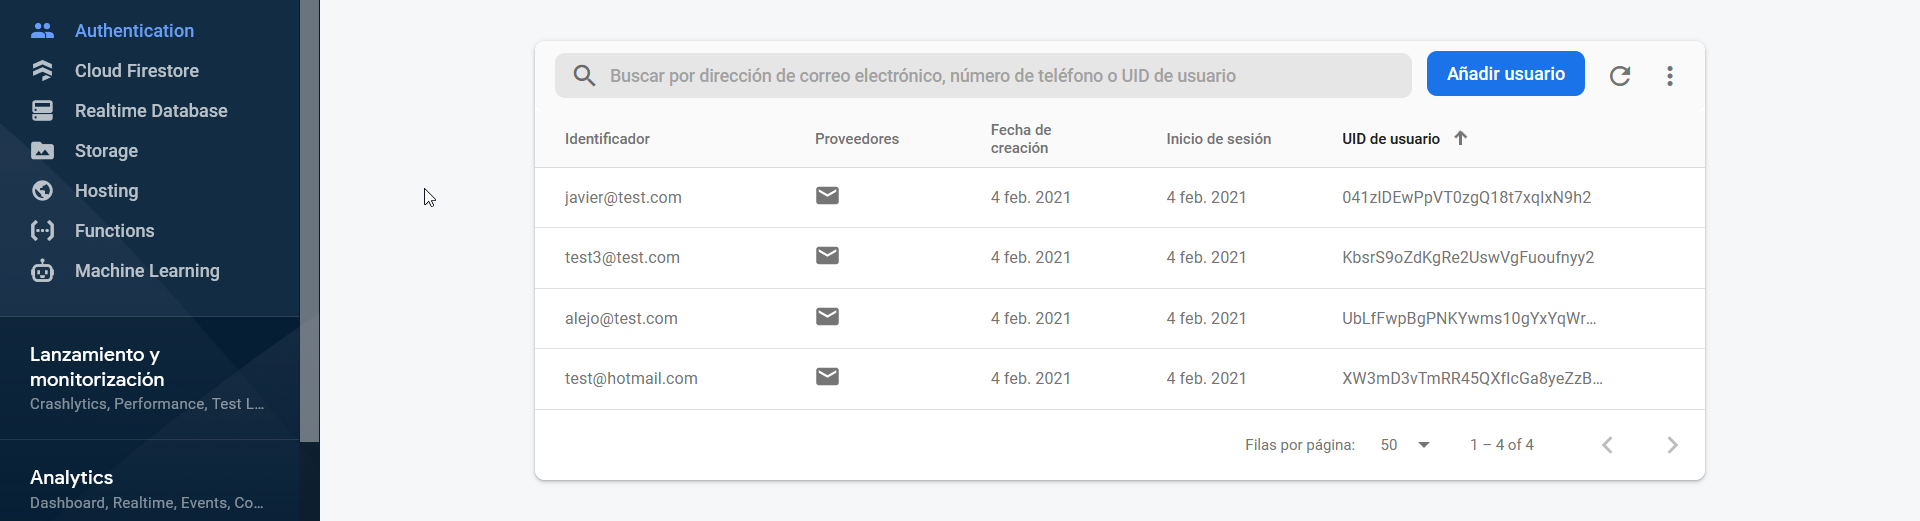 Authentication
Cloud Firestore
Realtime Database
Storage
Hosting
Functions
Machine Learning
Lanzamiento y
monitorización
Crashlytics, Performance, Test L...
Analytics
Dashboard, Realtime, Events, Co...
Buscar por dirección de correo electrónico, número de teléfono o UID de usuario
Añadir usuario
Identificador Proveedores Fecha de creación Inicio de sesión UID de usuario
javier@test.com 4 feb. 2021 4 feb. 2021 041zIDEwPpVT0zgQ18t7xqIxN9h2
test3@test.com 4 feb. 2021 4 feb. 2021 KbsrS9oZdKgRe2UswVgFuoufnyy2
alejo@test.com 4 feb. 2021 4 feb. 2021 UbLfFwpBgPNKYwms10gYxYqWr...
test@hotmail.com 4 feb. 2021 4 feb. 2021 XW3mD3vTmRR45QXfIcGa8yeZzB...
Filas por página: 50 1 – 4 of 4